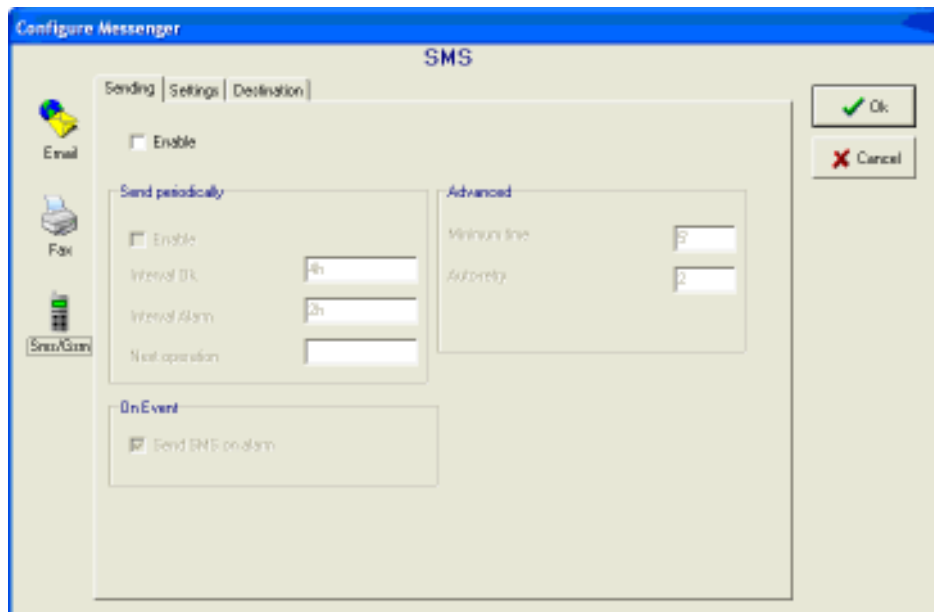 Configure Messenger
SMS
Sending Settings Destination
Ok
Cancel
Email
Fax
Sms/Gsm
Enable
Send periodically
Enable
Interval Ok
4h
Interval Alarm
2h
Next operation
Advanced
Minimum time
5'
Autoretry
2
On Event
Send SMS on alarm